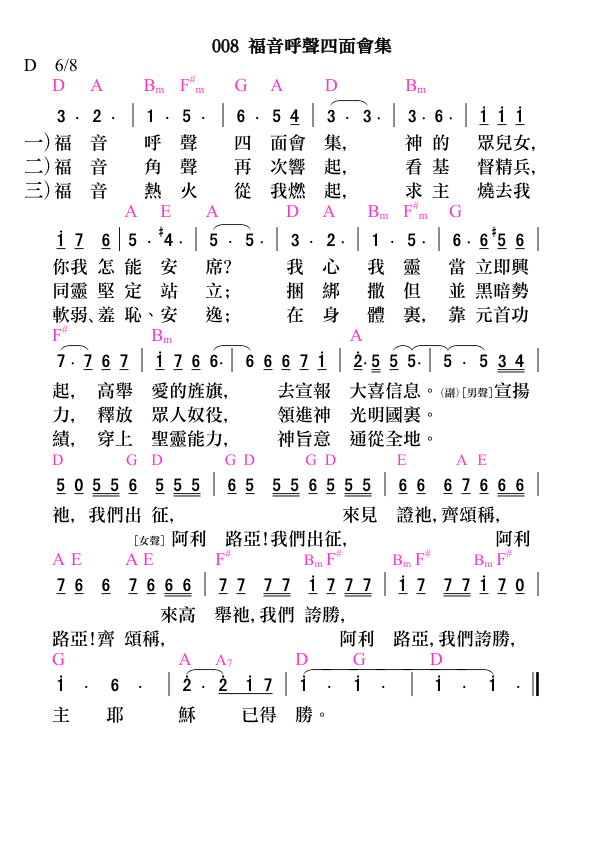 008 福音呼聲四面會集
D 6/8
D A Bm F#m G A D Bm
3 · 2 · | 1 · 5 · | 6 · 5 4 | 3 · 3 · | 3 · 6 · | i i i
一)福 音 呼 聲 四 面會 集, 神 的 眾兒女,
二)福 音 角 聲 再 次響 起, 看 基 督精兵,
三)福 音 熱 火 從 我燃 起, 求 主 燒去我
A E A D A Bm F#m G
i 7 6 | 5 · #4 · | 5 · 5 · | 3 · 2 · | 1 · 5 · | 6 · 6 #5 6 |
你我 怎 能 安 席? 我 心 我 靈 當 立即興
同靈 堅 定 站 立; 捆 綁 撒 但 並 黑暗勢
軟弱、羞 恥、安 逸; 在 身 體 裏, 靠 元首功
F# Bm A
7 · 7 6 7 | i 7 6 6 · | 6 6 6 7 i | 2 · 5 5 5 · | 5 · 5 3 4 |
起, 高舉 愛的旌旗, 去宣報 大喜信息。(副)[男聲]宣揚
力, 釋放 眾人奴役, 領進神 光明國裏。
績, 穿上 聖靈能力, 神旨意 通從全地。
D G D G D G D E A E
5 0 5 5 6 5 5 5 | 6 5 5 5 6 5 5 5 | 6 6 6 7 6 6 6 |
祂, 我們出 征, 來見 證祂,齊頌稱,
[女聲] 阿利 路亞!我們出征, 阿利
A E A E F# Bm F# Bm F# Bm F#
7 6 6 7 6 6 6 | 7 7 7 7 i 7 7 7 | i 7 7 7 i 7 0 |
來高 舉祂,我們 誇勝,
路亞!齊 頌稱, 阿利 路亞,我們誇勝,
G A A7 D G D
i · 6 · | 2 · 2 i 7 | i · i · | i · i ·
主 耶 穌 已得 勝。